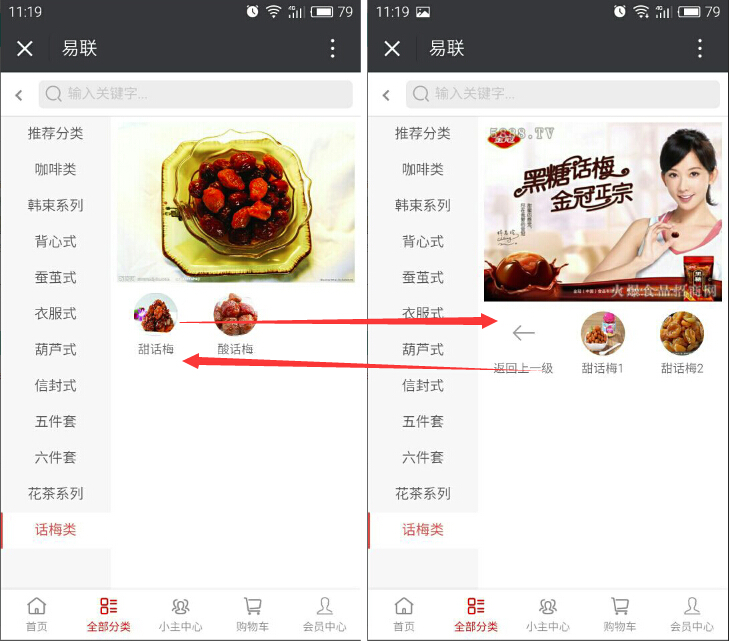 11:19
79
易联
输入关键字...
推荐分类
咖啡类
韩束系列
背心式
蚕茧式
衣服式
葫芦式
信封式
五件套
六件套
花茶系列
话梅类
甜话梅
酸话梅
首页
全部分类
小主中心
购物车
会员中心
11:19
79
易联
输入关键字...
推荐分类
咖啡类
韩束系列
背心式
蚕茧式
衣服式
葫芦式
信封式
五件套
六件套
花茶系列
话梅类
5888.TV
金冠
黑糖话梅
金冠正宗
火爆食品招商网
返回上一级
甜话梅1
甜话梅2
首页
全部分类
小主中心
购物车
会员中心